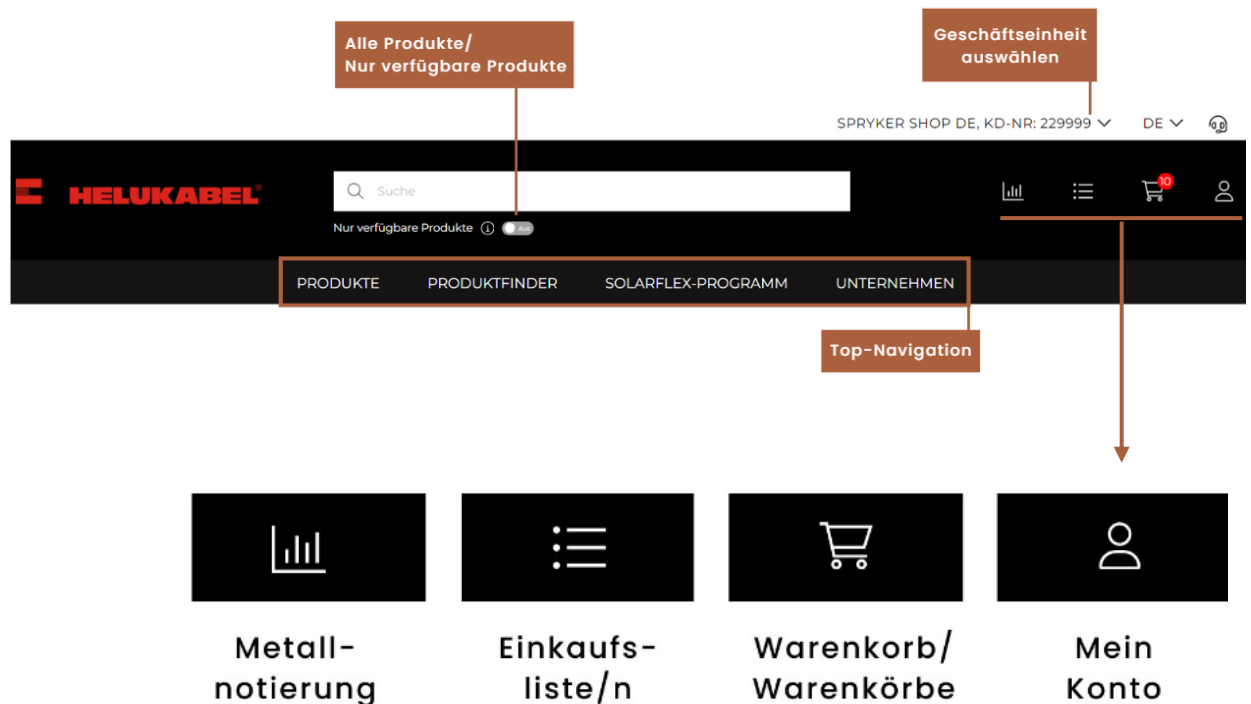 Alle Produkte/
Nur verfügbare Produkte
Geschäftseinheit
auswählen
SPRYKER SHOP DE, KD-NR: 229999
DE
HELUKABEL®
Suche
10
Nur verfügbare Produkte
Aus
PRODUKTE
PRODUKTFINDER
SOLARFLEX-PROGRAMM
UNTERNEHMEN
Top-Navigation
Metall-
notierung
Einkaufs-
liste/n
Warenkorb/
Warenkörbe
Mein
Konto